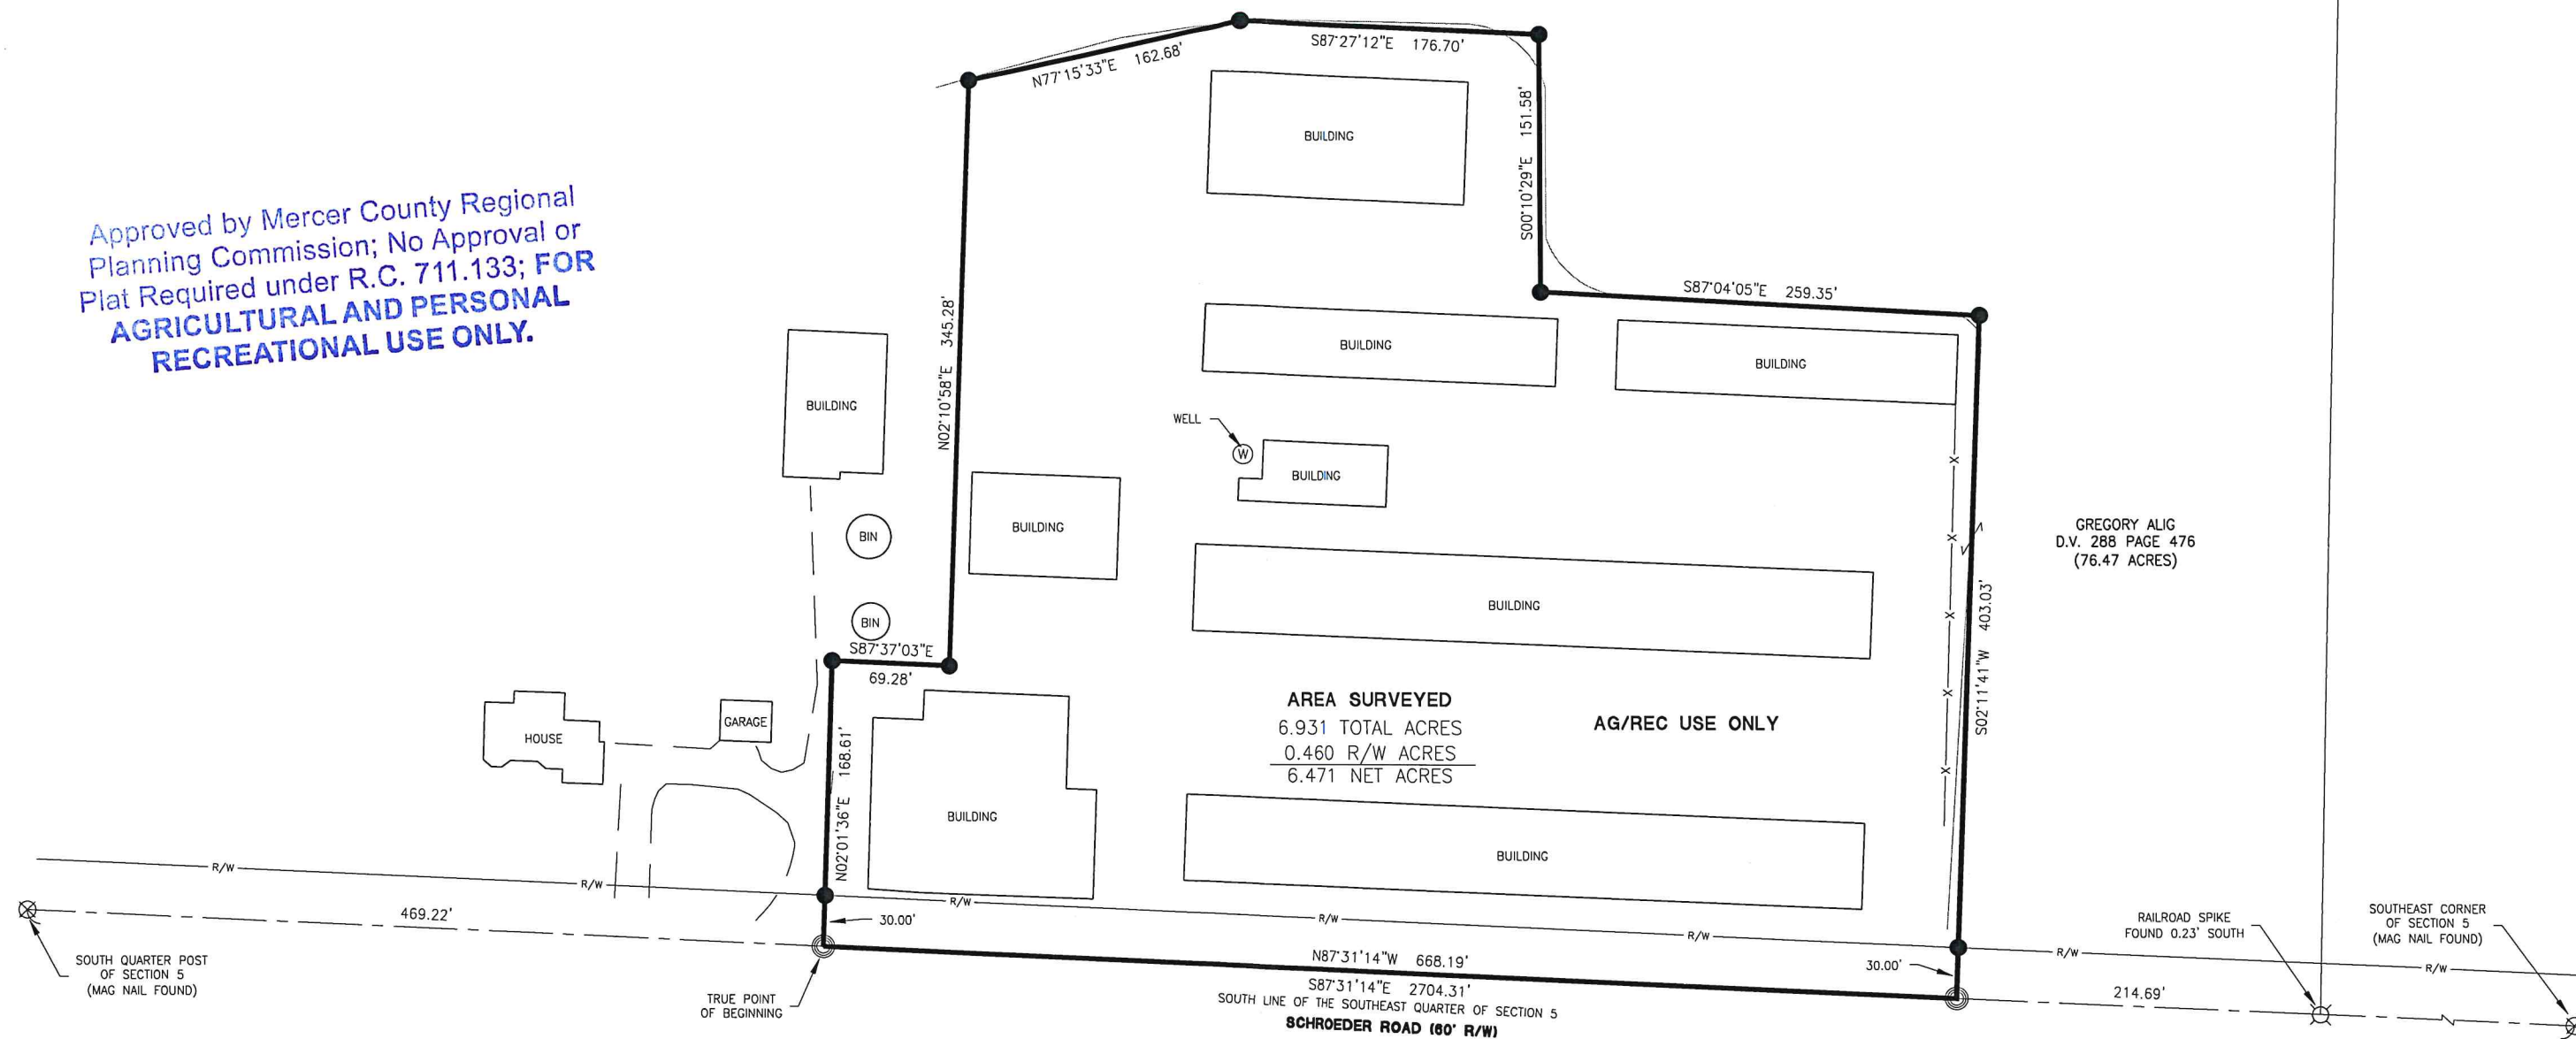 S87°27'12"E 176.70'
N77°15'33"E 162.68'
S00°10'29"E 151.58'
BUILDING
Approved by Mercer County Regional
Planning Commission; No Approval or
Plat Required under R.C. 711.133; FOR
AGRICULTURAL AND PERSONAL
RECREATIONAL USE ONLY.
S87°04'05"E 259.35'
N02°10'58"E 345.28'
BUILDING
BUILDING
BUILDING
WELL
W
BUILDING
BUILDING
BIN
GREGORY ALIG
D.V. 288 PAGE 476
(76.47 ACRES)
BUILDING
BIN
S87°37'03"E
69.28'
S02°11'41"W 403.03'
AREA SURVEYED
6.931 TOTAL ACRES
0.460 R/W ACRES
6.471 NET ACRES
AG/REC USE ONLY
GARAGE
HOUSE
N02°01'36"E 168.61'
BUILDING
BUILDING
R/W
R/W
R/W
R/W
R/W
R/W
R/W
469.22'
30.00'
RAILROAD SPIKE
FOUND 0.23' SOUTH
SOUTHEAST CORNER
OF SECTION 5
(MAG NAIL FOUND)
SOUTH QUARTER POST
OF SECTION 5
(MAG NAIL FOUND)
N87°31'14"W 668.19'
30.00'
S87°31'14"E 2704.31'
214.69'
TRUE POINT
OF BEGINNING
SOUTH LINE OF THE SOUTHEAST QUARTER OF SECTION 5
SCHROEDER ROAD (60' R/W)
X
X
X
X
X